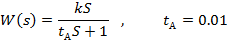 W(s) = kS / (t_A S + 1) , t_A = 0.01